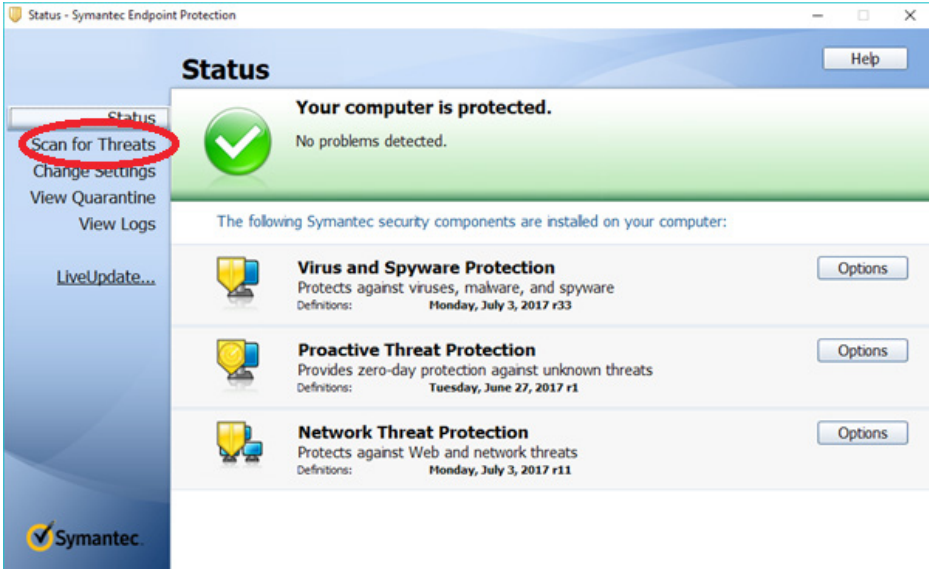 Status - Symantec Endpoint Protection
Status
Help
Status
Scan for Threats
Change Settings
View Quarantine
View Logs
LiveUpdate...
Your computer is protected.
No problems detected.
The following Symantec security components are installed on your computer:
Virus and Spyware Protection
Protects against viruses, malware, and spyware
Definitions: Monday, July 3, 2017 r33
Options
Proactive Threat Protection
Provides zero-day protection against unknown threats
Definitions: Tuesday, June 27, 2017 r1
Options
Network Threat Protection
Protects against Web and network threats
Definitions: Monday, July 3, 2017 r11
Options
Symantec.